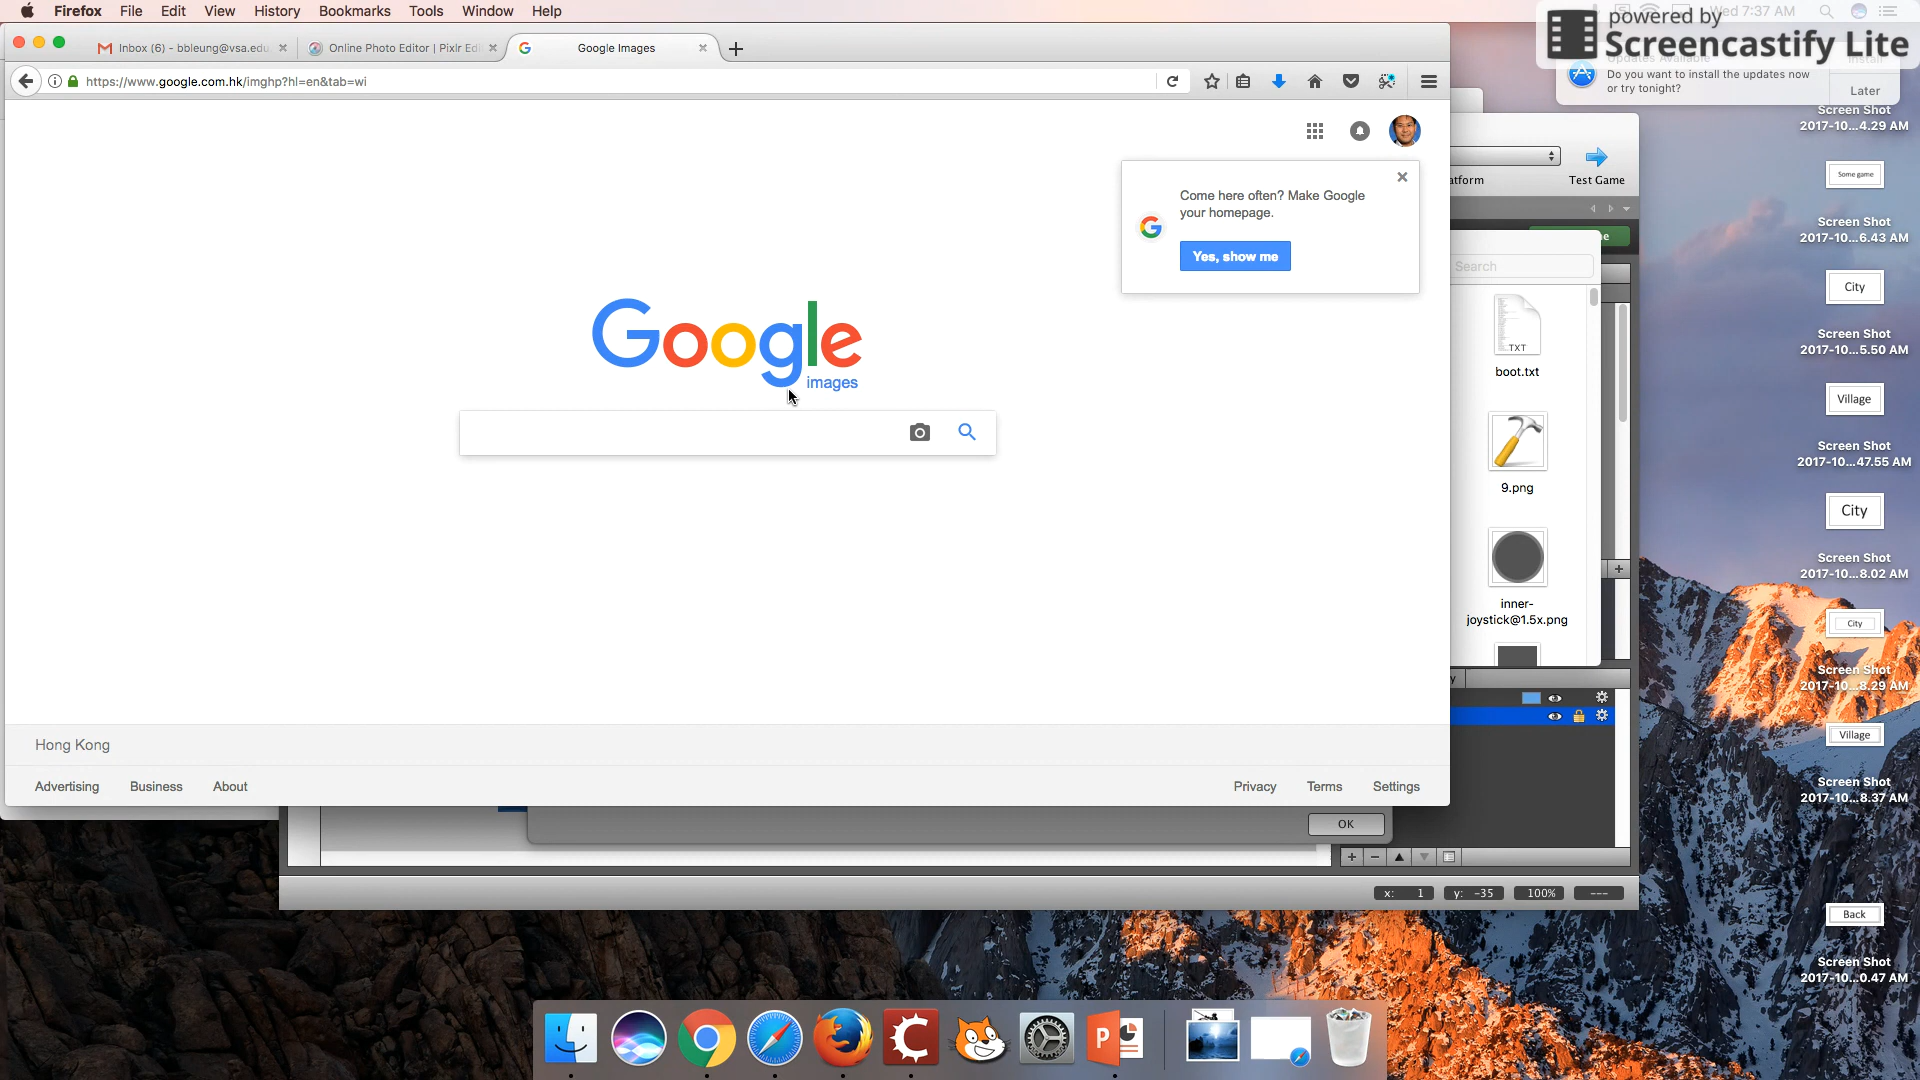 Firefox File Edit View History Bookmarks Tools Window Help
Wed 7:37 AM
powered by
Screencastify Lite
Inbox (6) - bbleung@vsa.edu
Online Photo Editor | Pixlr Edi
Google Images
https://www.google.com.hk/imghp?hl=en&tab=wi
Updates Available
Do you want to install the updates now
or try tonight?
Install
Later
Come here often? Make Google
your homepage.
Yes, show me
Google
images
Hong Kong
Advertising Business About
Privacy Terms Settings
atform
Test Game
Search
TXT
boot.txt
9.png
inner-
joystick@1.5x.png
OK
x: 1 y: -35 100% ---
Screen Shot
2017-10...4.29 AM
Some game
Screen Shot
2017-10...6.43 AM
City
Screen Shot
2017-10...5.50 AM
Village
Screen Shot
2017-10...47.55 AM
City
Screen Shot
2017-10...8.02 AM
City
Screen Shot
2017-10...8.29 AM
Village
Screen Shot
2017-10...8.37 AM
Back
Screen Shot
2017-10...0.47 AM